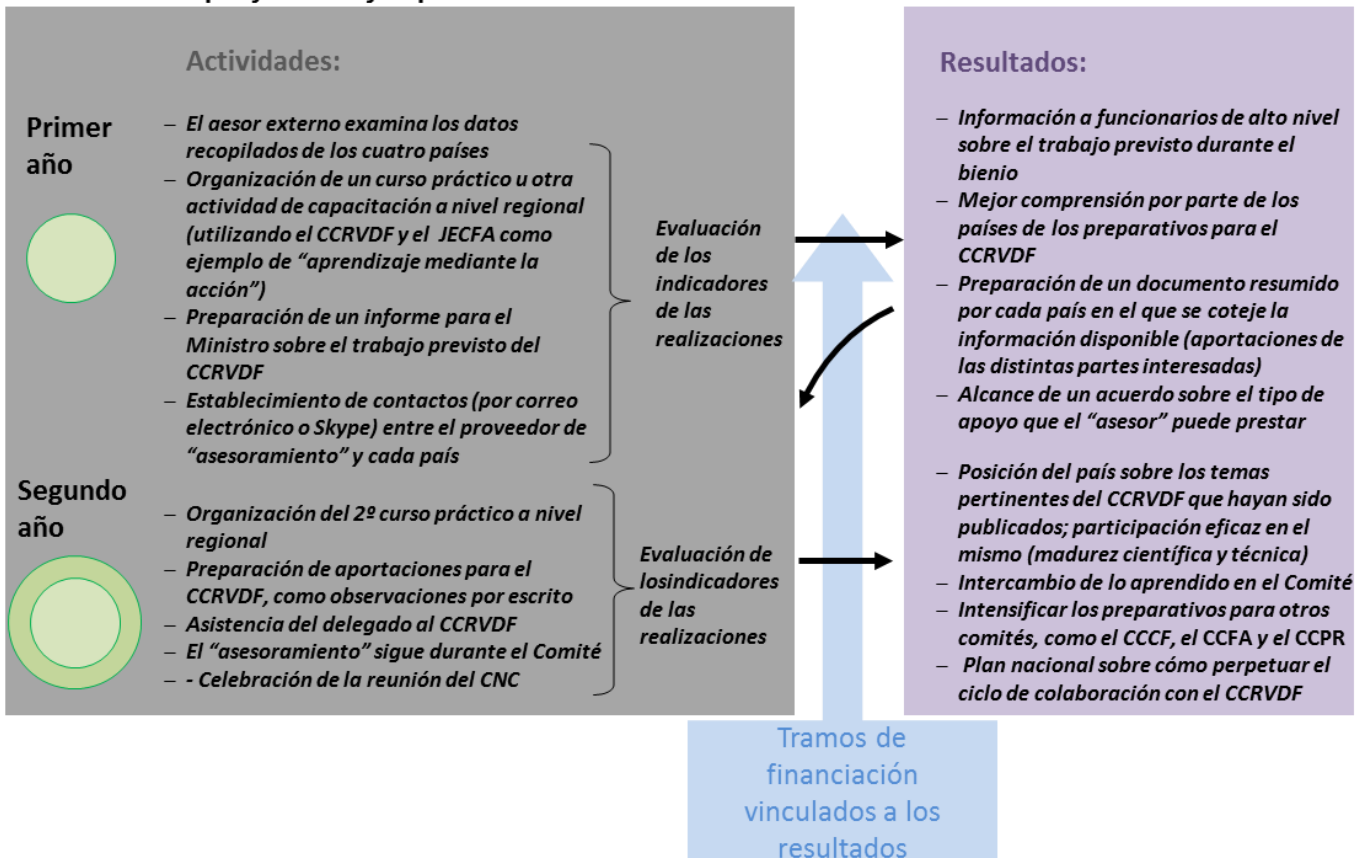 Actividades:
Primer
año
– El aesor externo examina los datos
recopilados de los cuatro países
– Organización de un curso práctico u otra
actividad de capacitación a nivel regional
(utilizando el CCRVDF y el JECFA como
ejemplo de “aprendizaje mediante la
acción”)
– Preparación de un informe para el
Ministro sobre el trabajo previsto del
CCRVDF
– Establecimiento de contactos (por correo
electrónico o Skype) entre el proveedor de
“asesoramiento” y cada país
Evaluación
de los
indicadores
de las
realizaciones
Segundo
año
– Organización del 2º curso práctico a nivel
regional
– Preparación de aportaciones para el
CCRVDF, como observaciones por escrito
– Asistencia del delegado al CCRVDF
– El “asesoramiento” sigue durante el Comité
– - Celebración de la reunión del CNC
Evaluación de
losindicadores
de las
realizaciones
Resultados:
– Información a funcionarios de alto nivel
sobre el trabajo previsto durante el
bienio
– Mejor comprensión por parte de los
países de los preparativos para el
CCRVDF
– Preparación de un documento resumido
por cada país en el que se coteje la
información disponible (aportaciones de
las distintas partes interesadas)
– Alcance de un acuerdo sobre el tipo de
apoyo que el “asesor” puede prestar
– Posición del país sobre los temas
pertinentes del CCRVDF que hayan sido
publicados; participación eficaz en el
mismo (madurez científica y técnica)
– Intercambio de lo aprendido en el Comité
– Intensificar los preparativos para otros
comités, como el CCCF, el CCFA y el CCPR
– Plan nacional sobre cómo perpetuar el
ciclo de colaboración con el CCRVDF
Tramos de
financiación
vinculados a los
resultados